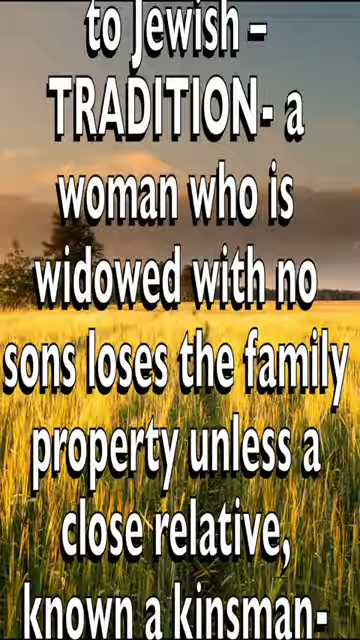 to Jewish –
TRADITION- a
woman who is
widowed with no
sons loses the family
property unless a
close relative,
known a kinsman-